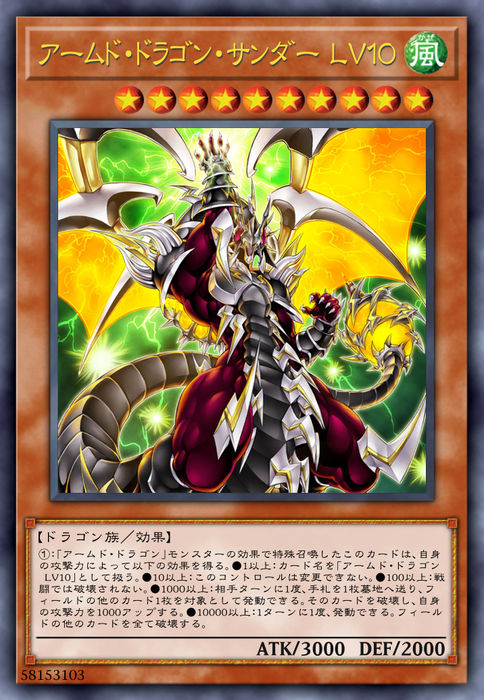 アームド・ドラゴン・サンダー LV10
かぜ
風
【ドラゴン族／効果】
①：「アームド・ドラゴン」モンスターの効果で特殊召喚したこのカードは、自身
の攻撃力によって以下の効果を得る。●1以上：カード名を「アームド・ドラゴン
LV10」として扱う。●10以上：このコントロールは変更できない。●100以上：戦
闘では破壊されない。●1000以上：相手ターンに1度、手札を1枚墓地へ送り、フ
ィールドの他のカード1枚を対象として発動できる。そのカードを破壊し、自身
の攻撃力を1000アップする。●10000以上：1ターンに1度、発動できる。フィール
ドの他のカードを全て破壊する。
ATK/3000 DEF/2000
58153103